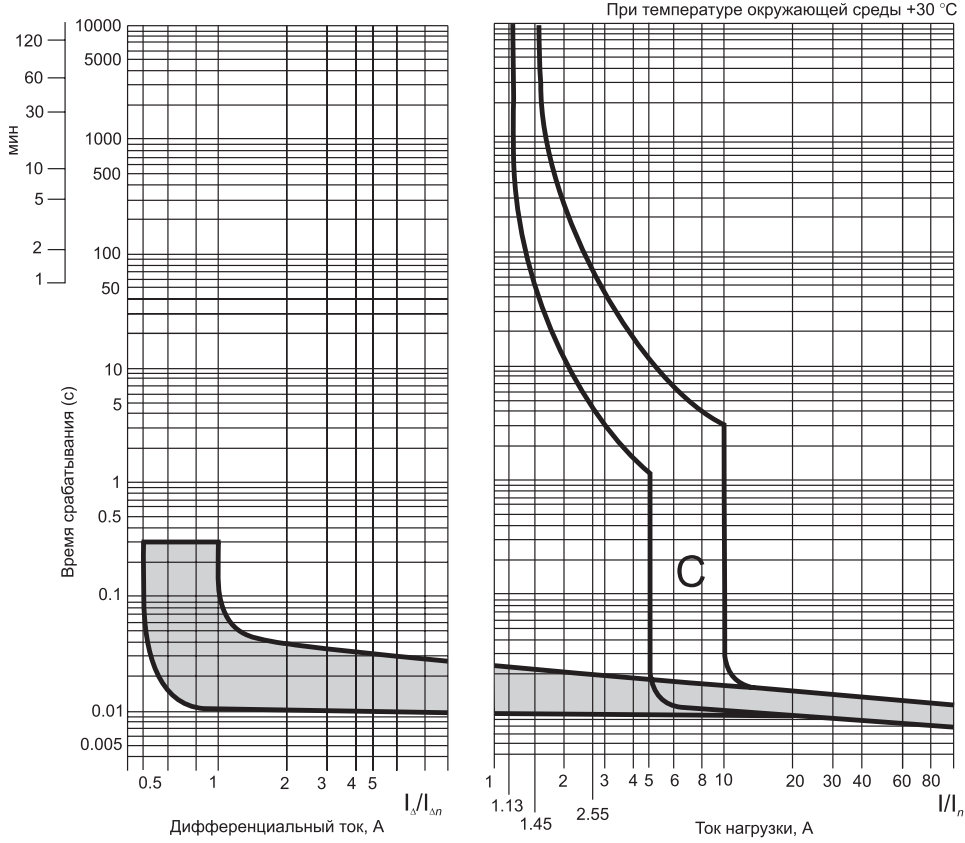 При температуре окружающей среды +30 °C
10000
5000
1000
500
100
50
10
5
1
0.5
0.1
0.01
0.005
120
60
30
10
5
2
1
мин
Время срабатывания (с)
C
0.5 1 2 3 4 5
I∆/I∆n
Дифференциальный ток, А
1 2 3 4 5 6 8 10 20 30 40 60 80
1.13
1.45
2.55
I/In
Ток нагрузки, А